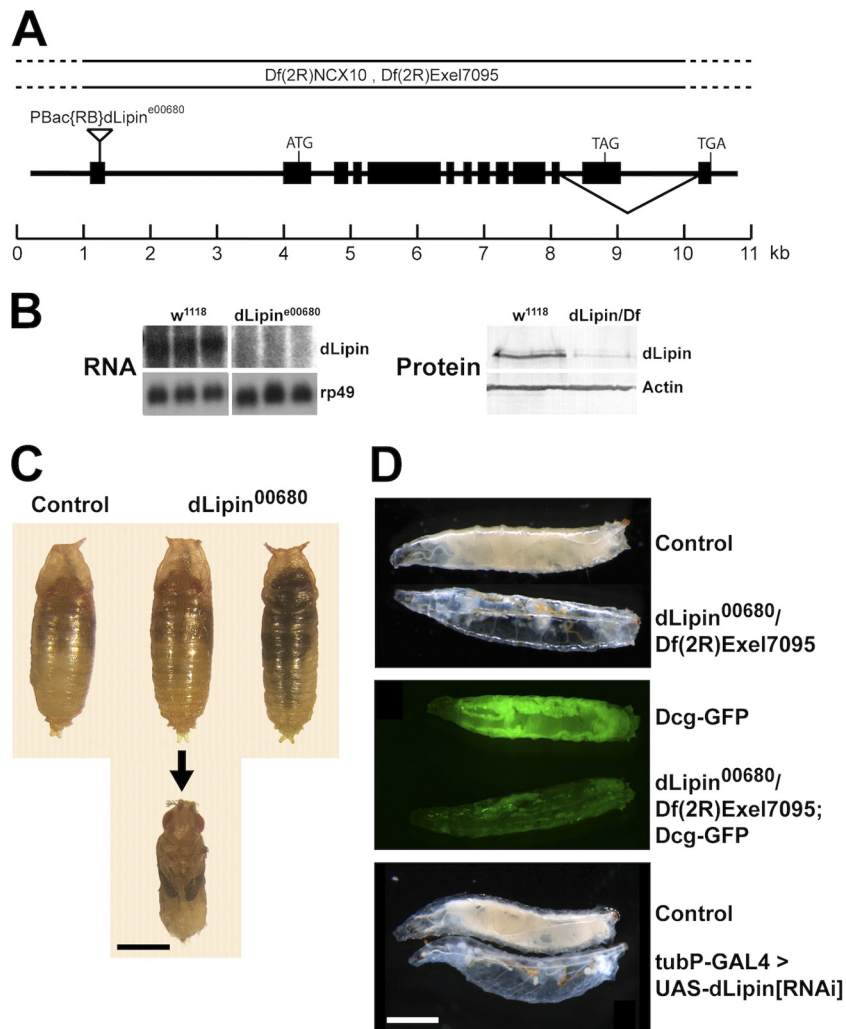 A
Df(2R)NCX10 , Df(2R)Exel7095
PBac{RB}dLipin^e00680
ATG
TAG
TGA
0 1 2 3 4 5 6 7 8 9 10 11 kb
B
w^1118 dLipin^e00680
RNA
dLipin
rp49
w^1118 dLipin/Df
Protein
dLipin
Actin
C
Control dLipin^00680
D
Control
dLipin^00680/
Df(2R)Exel7095
Dcg-GFP
dLipin^00680/
Df(2R)Exel7095;
Dcg-GFP
Control
tubP-GAL4 >
UAS-dLipin[RNAi]